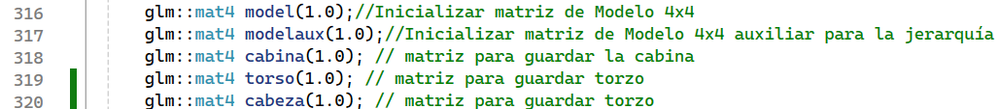 316 glm::mat4 model(1.0);//Inicializar matriz de Modelo 4x4
317 glm::mat4 modelaux(1.0);//Inicializar matriz de Modelo 4x4 auxiliar para la jerarquía
318 glm::mat4 cabina(1.0); // matriz para guardar la cabina
319 glm::mat4 torso(1.0); // matriz para guardar torzo
320 glm::mat4 cabeza(1.0); // matriz para guardar torzo